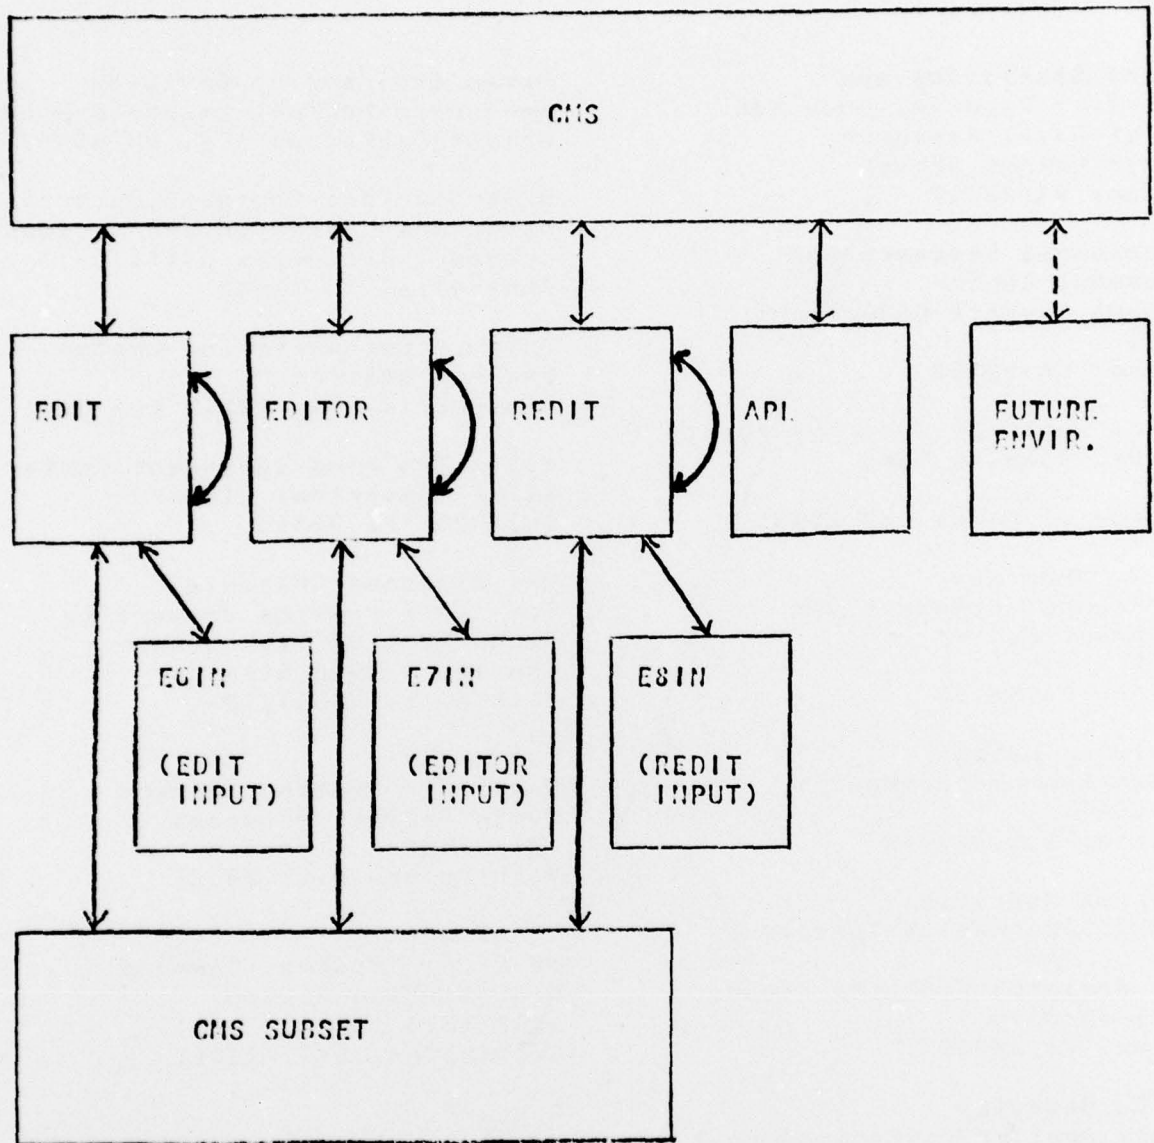 CMS
EDIT
EDITOR
REDIT
APL
FUTURE
ENVIR.
E6IN
E7IN
E8IN
(EDIT
INPUT)
(EDITOR
INPUT)
(REDIT
INPUT)
CMS SUBSET